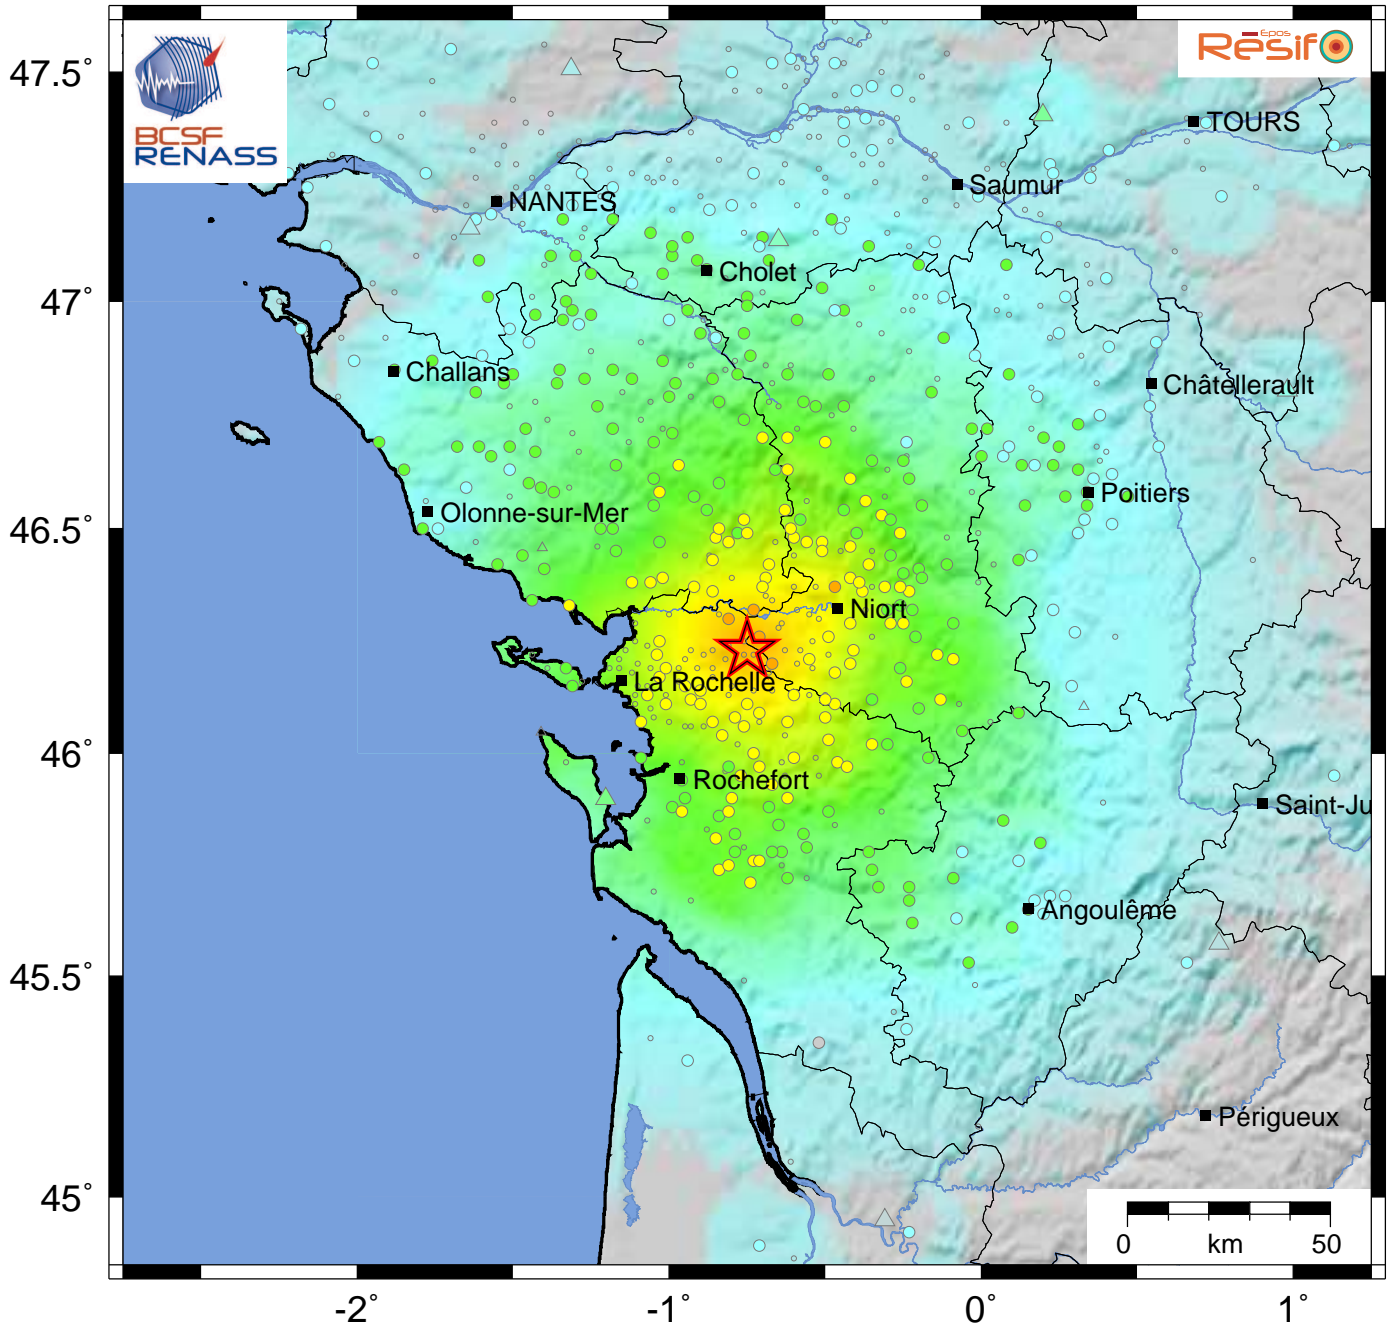 BCSF
RENASS
Epos
Résif
47.5˚
47˚
46.5˚
46˚
45.5˚
45˚
-2˚
-1˚
0˚
1˚
TOURS
Saumur
NANTES
Cholet
Challans
Châtellerault
Poitiers
Olonne-sur-Mer
Niort
La Rochelle
Rochefort
Saint-Ju
Angoulême
Périgueux
0 km 50